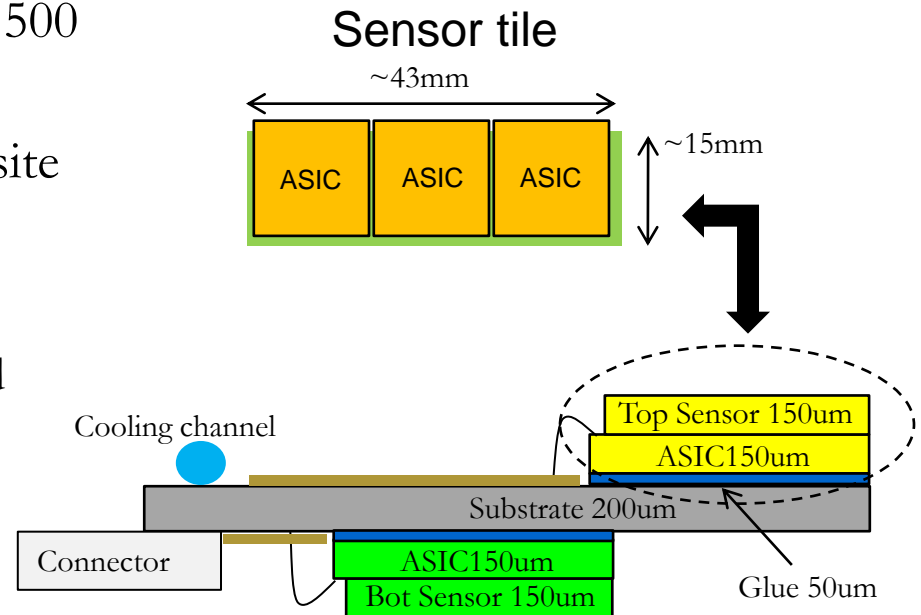 500
Sensor tile
~43mm
site
ASIC ASIC ASIC
~15mm
Cooling channel
Top Sensor 150um
ASIC150um
Substrate 200um
Connector
ASIC150um
Glue 50um
Bot Sensor 150um